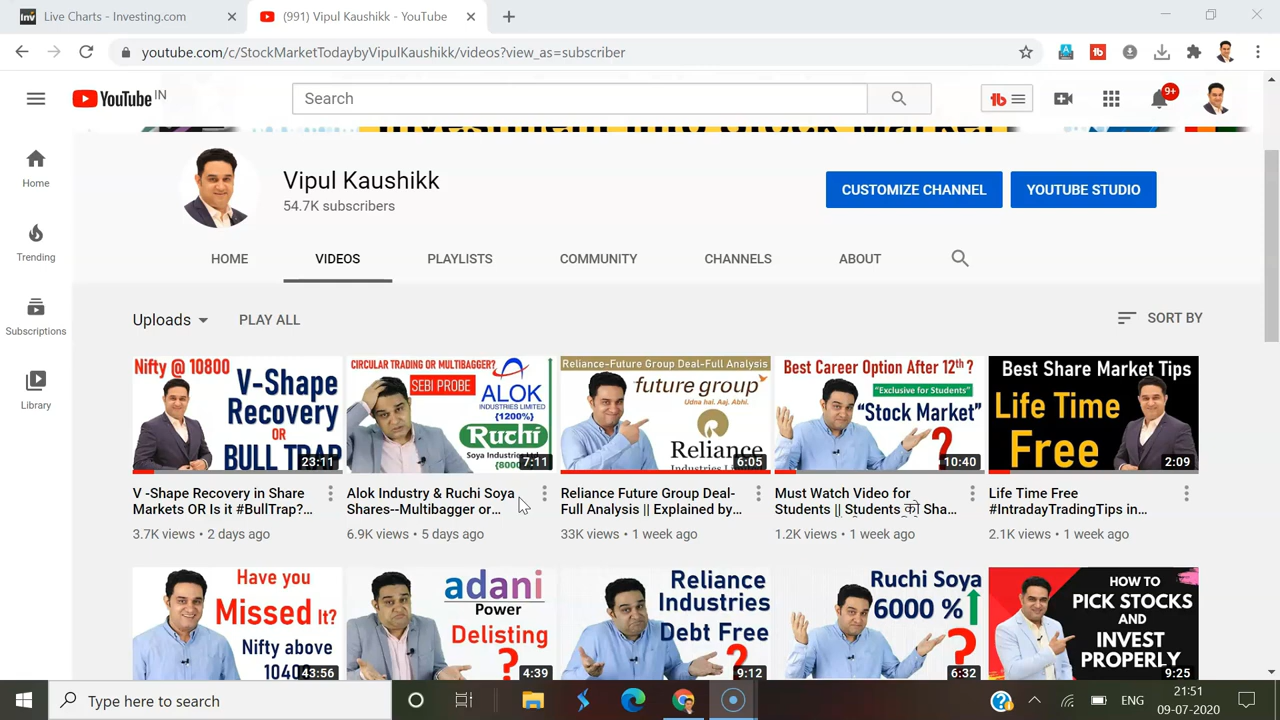 Live Charts - Investing.com
(991) Vipul Kaushikk - YouTube
youtube.com/c/StockMarketTodaybyVipulKaushikk/videos?view_as=subscriber
YouTube IN
Search
9+
Home
Trending
Subscriptions
Library
Vipul Kaushikk
54.7K subscribers
CUSTOMIZE CHANNEL
YOUTUBE STUDIO
HOME
VIDEOS
PLAYLISTS
COMMUNITY
CHANNELS
ABOUT
Uploads
PLAY ALL
SORT BY
Nifty @ 10800
V-Shape
Recovery
OR
BULL TRAP
23:11
V -Shape Recovery in Share
Markets OR Is it #BullTrap?...
3.7K views • 2 days ago
CIRCULAR TRADING OR MULTIBAGGER?
SEBI PROBE
ALOK
INDUSTRIES LIMITED
{1200%}
Ruchi
Soya Industries
7:11
Alok Industry & Ruchi Soya
Shares--Multibagger or...
6.9K views • 5 days ago
Reliance-Future Group Deal-Full Analysis
future group
Udna hai. Aaj. Abhi.
Reliance
Industries
6:05
Reliance Future Group Deal-
Full Analysis || Explained by...
33K views • 1 week ago
Best Career Option After 12th ?
"Exclusive for Students"
"Stock Market"
?
10:40
Must Watch Video for
Students || Students को Sha...
1.2K views • 1 week ago
Best Share Market Tips
Life Time
Free
2:09
Life Time Free
#IntradayTradingTips in...
2.1K views • 1 week ago
Have you
Missed It?
Nifty above
43:56
adani
Power
Delisting
?
4:39
Reliance
Industries
Debt Free
?
9:12
Ruchi Soya
6000 %
?
6:32
HOW TO
PICK STOCKS
AND
INVEST
PROPERLY
9:25
Type here to search
ENG
21:51
09-07-2020